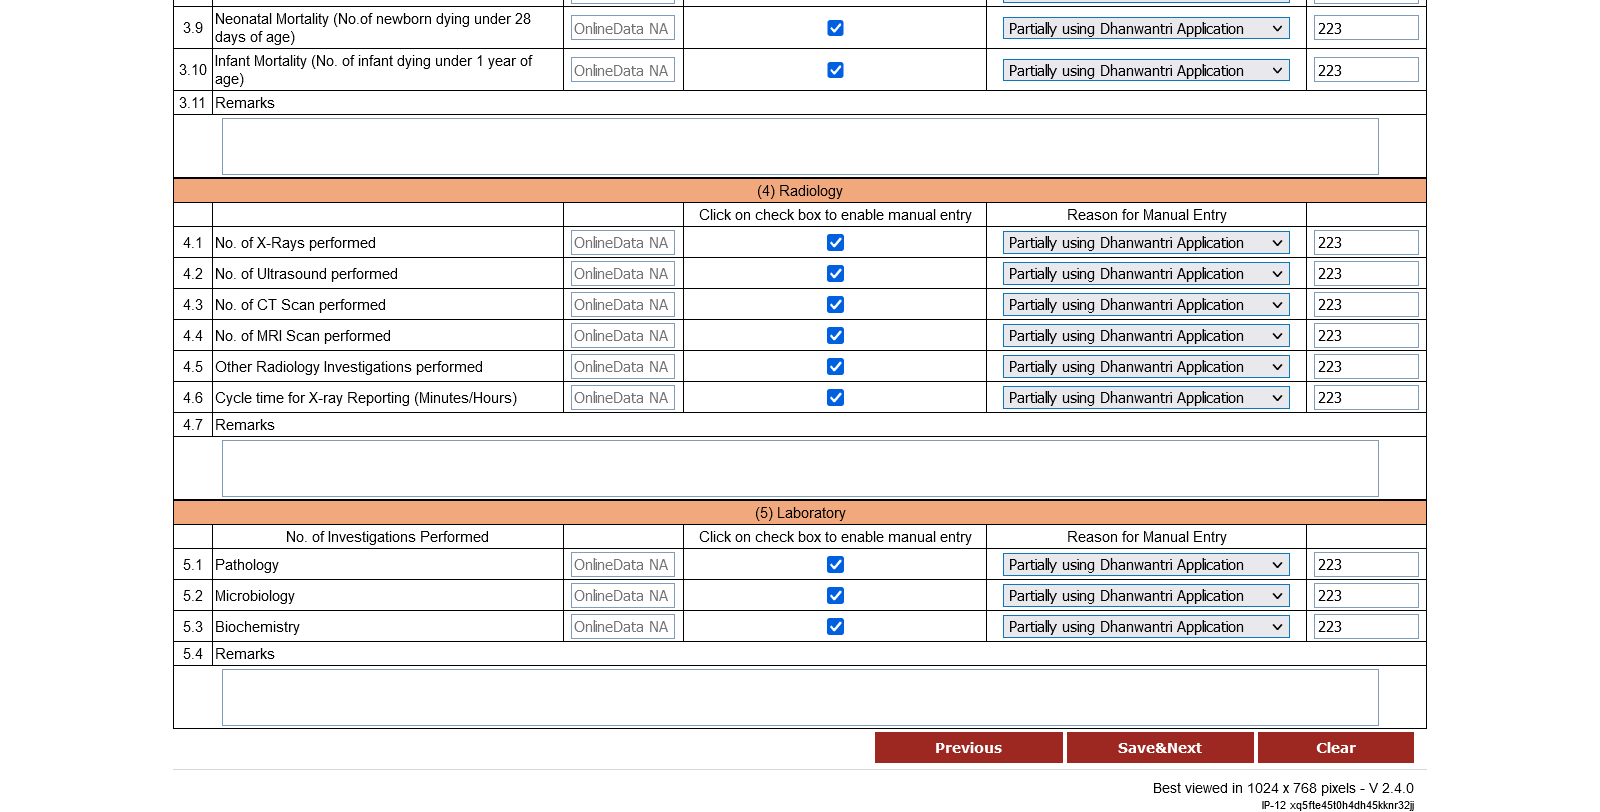 3.9 Neonatal Mortality (No.of newborn dying under 28 days of age) OnlineData NA Partially using Dhanwantri Application 223
3.10 Infant Mortality (No. of infant dying under 1 year of age) OnlineData NA Partially using Dhanwantri Application 223
3.11 Remarks
(4) Radiology
Click on check box to enable manual entry Reason for Manual Entry
4.1 No. of X-Rays performed OnlineData NA Partially using Dhanwantri Application 223
4.2 No. of Ultrasound performed OnlineData NA Partially using Dhanwantri Application 223
4.3 No. of CT Scan performed OnlineData NA Partially using Dhanwantri Application 223
4.4 No. of MRI Scan performed OnlineData NA Partially using Dhanwantri Application 223
4.5 Other Radiology Investigations performed OnlineData NA Partially using Dhanwantri Application 223
4.6 Cycle time for X-ray Reporting (Minutes/Hours) OnlineData NA Partially using Dhanwantri Application 223
4.7 Remarks
(5) Laboratory
No. of Investigations Performed Click on check box to enable manual entry Reason for Manual Entry
5.1 Pathology OnlineData NA Partially using Dhanwantri Application 223
5.2 Microbiology OnlineData NA Partially using Dhanwantri Application 223
5.3 Biochemistry OnlineData NA Partially using Dhanwantri Application 223
5.4 Remarks
Previous Save&Next Clear
Best viewed in 1024 x 768 pixels - V 2.4.0
IP-12 xq5fte45t0h4dh45kknr32jj